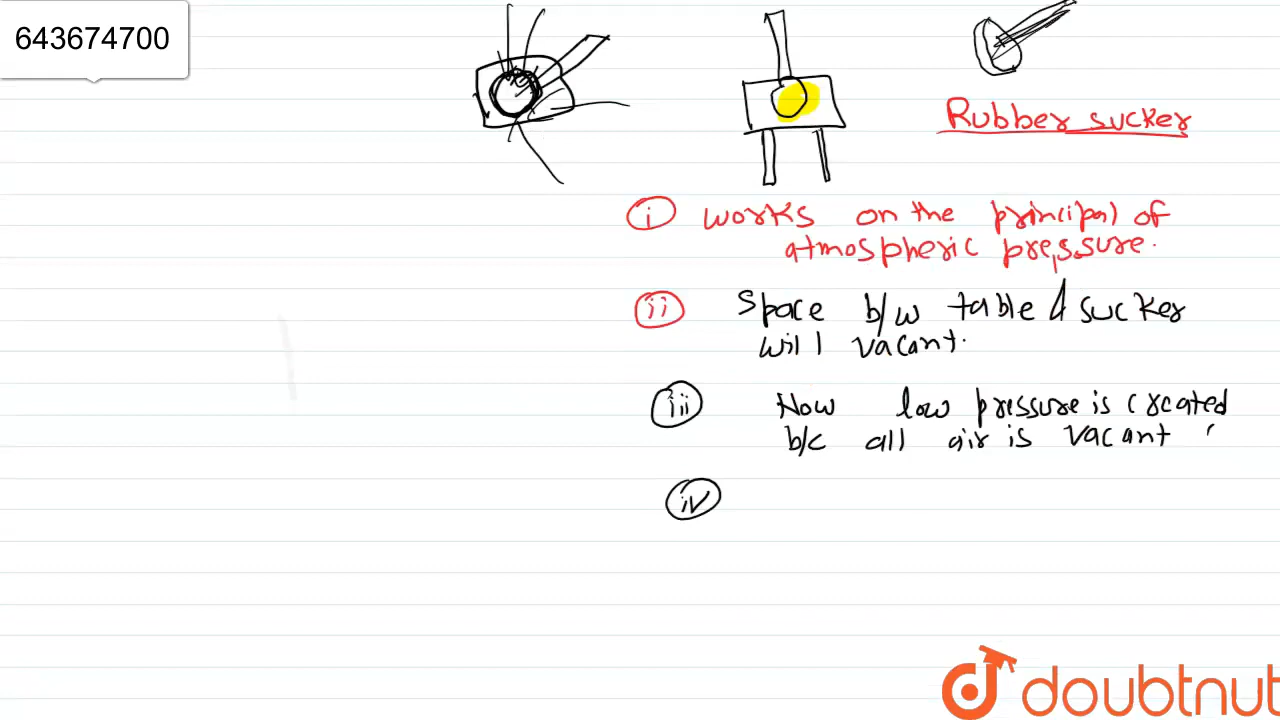 643674700
Rubber sucker
i works on the principal of
atmospheric pressure.
ii Space b/w table & sucker
will vacant.
iii Now low pressure is created
b/c all air is vacant (
iv
doubtnut